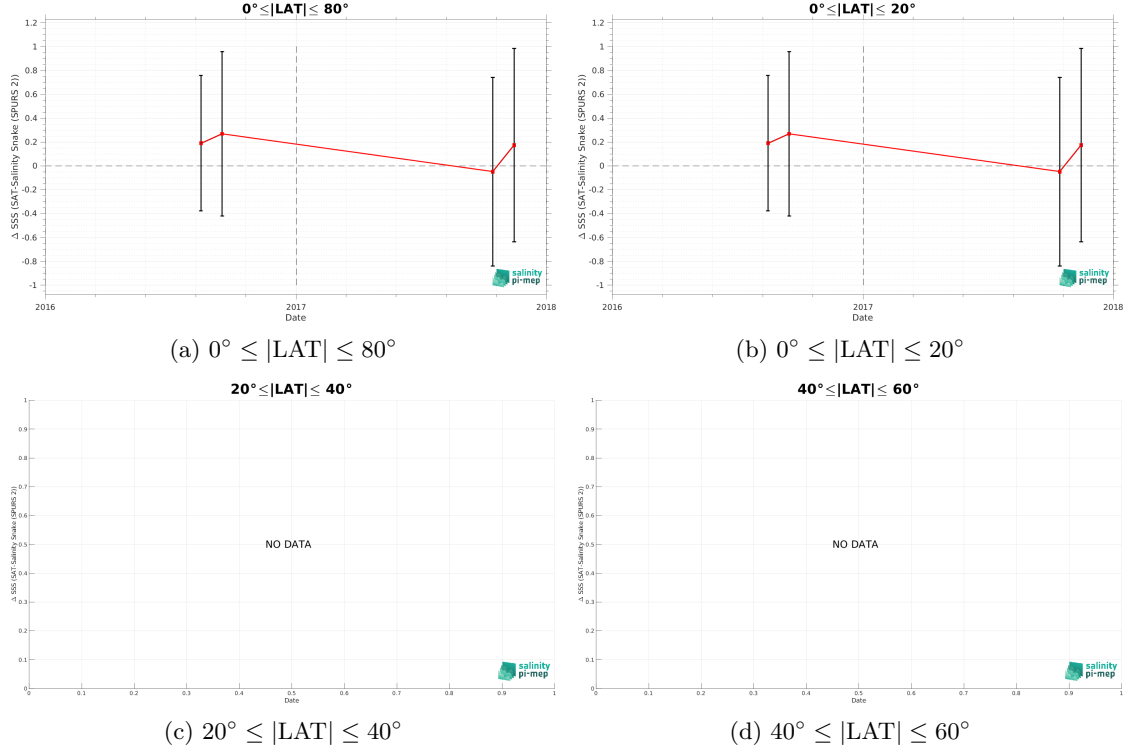 0°≤|LAT|≤ 80°
1.2
1
0.8
0.6
0.4
0.2
0
-0.2
-0.4
-0.6
-0.8
-1
Δ SSS (SAT-Salinity Snake (SPURS 2))
2016
2017
2018
Date
salinity
pi-mep
(a) 0° ≤ |LAT| ≤ 80°
0°≤|LAT|≤ 20°
1.2
1
0.8
0.6
0.4
0.2
0
-0.2
-0.4
-0.6
-0.8
-1
Δ SSS (SAT-Salinity Snake (SPURS 2))
2016
2017
2018
Date
salinity
pi-mep
(b) 0° ≤ |LAT| ≤ 20°
20°≤|LAT|≤ 40°
1
0.9
0.8
0.7
0.6
0.5
0.4
0.3
0.2
0.1
0
Δ SSS (SAT-Salinity Snake (SPURS 2))
NO DATA
0 0.1 0.2 0.3 0.4 0.5 0.6 0.7 0.8 0.9 1
Date
salinity
pi-mep
(c) 20° ≤ |LAT| ≤ 40°
40°≤|LAT|≤ 60°
1
0.9
0.8
0.7
0.6
0.5
0.4
0.3
0.2
0.1
0
Δ SSS (SAT-Salinity Snake (SPURS 2))
NO DATA
0 0.1 0.2 0.3 0.4 0.5 0.6 0.7 0.8 0.9 1
Date
salinity
pi-mep
(d) 40° ≤ |LAT| ≤ 60°